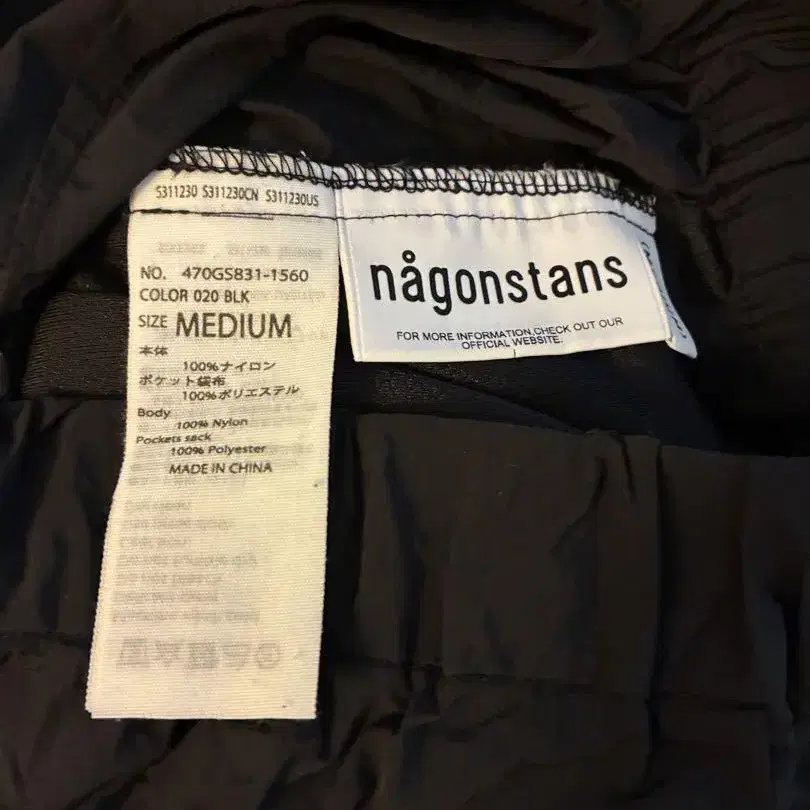 S311230 S311230CN S311230US
NO. 470GS831-1560
COLOR 020 BLK
SIZE MEDIUM
本体
100%ナイロン
ポケット袋布
100%ポリエステル
Body
100% Nylon
Pockets sack
100% Polyester
MADE IN CHINA
någonstans
FOR MORE INFORMATION,CHECK OUT OUR
OFFICIAL WEBSITE.